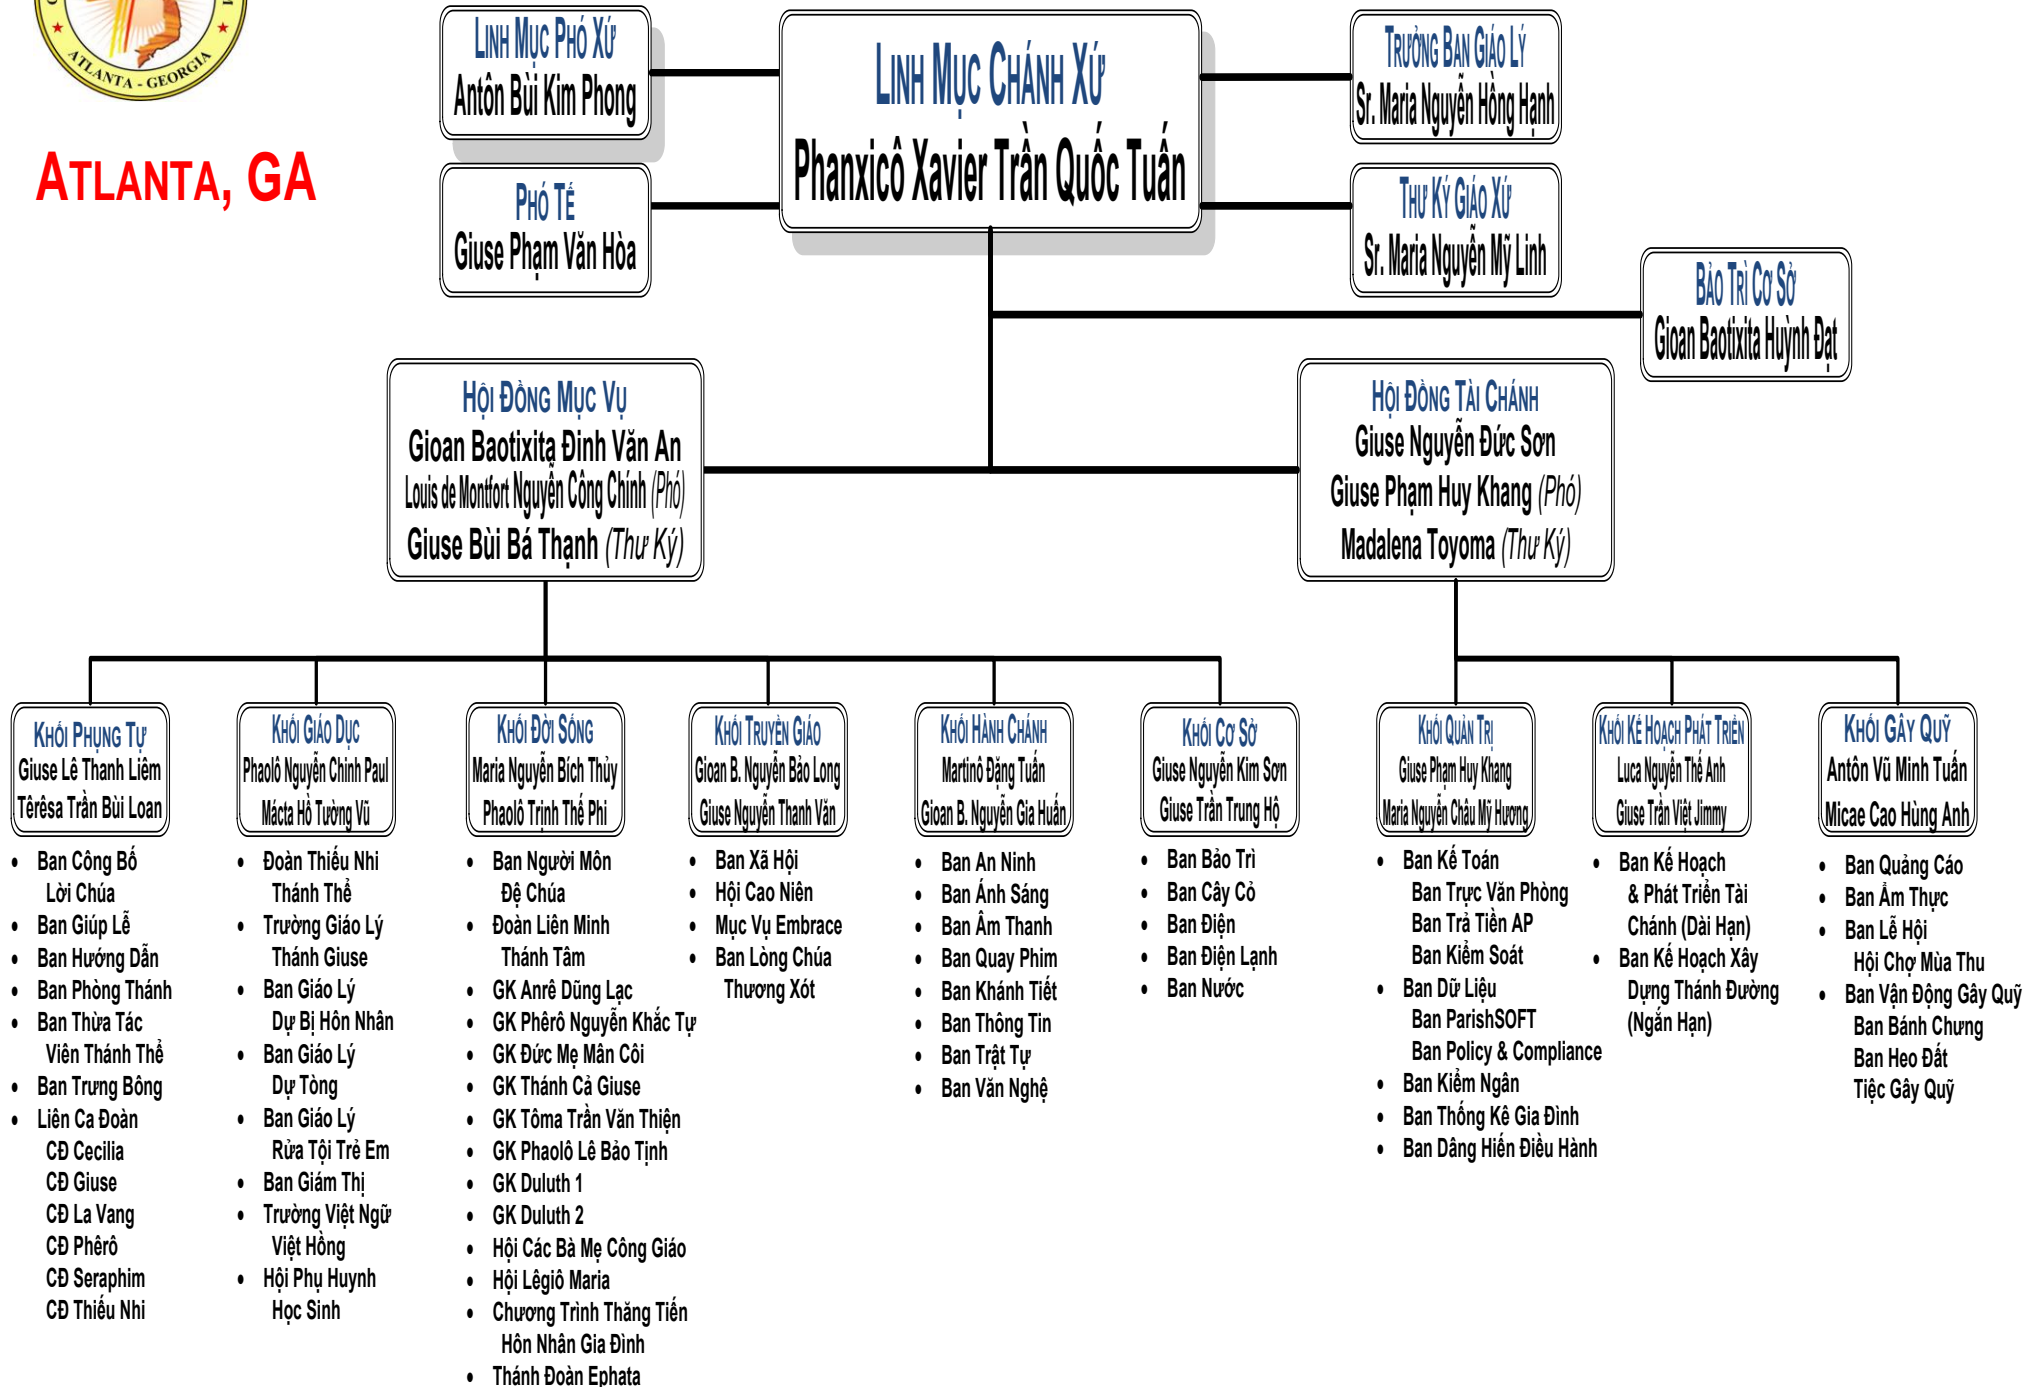 ATLANTA - GEORGIA
ATLANTA, GA
LINH MỤC PHÓ XỨ
Antôn Bùi Kim Phong
PHÓ TẾ
Giuse Phạm Văn Hòa
LINH MỤC CHÁNH XỨ
Phanxicô Xavier Trần Quốc Tuấn
TRƯỞNG BAN GIÁO LÝ
Sr. Maria Nguyễn Hồng Hạnh
THƯ KÝ GIÁO XỨ
Sr. Maria Nguyễn Mỹ Linh
BẢO TRÌ CƠ SỞ
Gioan Baotixita Huỳnh Đạt
HỘI ĐỒNG MỤC VỤ
Gioan Baotixita Đinh Văn An
Louis de Montfort Nguyễn Công Chính (Phó)
Giuse Bùi Bá Thạnh (Thư Ký)
HỘI ĐỒNG TÀI CHÁNH
Giuse Nguyễn Đức Sơn
Giuse Phạm Huy Khang (Phó)
Madalena Toyoma (Thư Ký)
KHỐI PHỤNG TỰ
Giuse Lê Thanh Liêm
Têrêsa Trần Bùi Loan
• Ban Công Bố
Lời Chúa
• Ban Giúp Lễ
• Ban Hướng Dẫn
• Ban Phòng Thánh
• Ban Thừa Tác
Viên Thánh Thể
• Ban Trưng Bông
• Liên Ca Đoàn
CĐ Cecilia
CĐ Giuse
CĐ La Vang
CĐ Phêrô
CĐ Seraphim
CĐ Thiếu Nhi
KHỐI GIÁO DỤC
Phaolô Nguyễn Chinh Paul
Mácta Hồ Tường Vũ
• Đoàn Thiếu Nhi
Thánh Thể
• Trường Giáo Lý
Thánh Giuse
• Ban Giáo Lý
Dự Bị Hôn Nhân
• Ban Giáo Lý
Dự Tòng
• Ban Giáo Lý
Rửa Tội Trẻ Em
• Ban Giám Thị
• Trường Việt Ngữ
Việt Hồng
• Hội Phụ Huynh
Học Sinh
KHỐI ĐỜI SỐNG
Maria Nguyễn Bích Thủy
Phaolô Trịnh Thế Phi
• Ban Người Môn
Đệ Chúa
• Đoàn Liên Minh
Thánh Tâm
• GK Anrê Dũng Lạc
• GK Phêrô Nguyễn Khắc Tự
• GK Đức Mẹ Mân Côi
• GK Thánh Cả Giuse
• GK Tôma Trần Văn Thiện
• GK Phaolô Lê Bảo Tịnh
• GK Duluth 1
• GK Duluth 2
• Hội Các Bà Mẹ Công Giáo
• Hội Lêgiô Maria
• Chương Trình Thăng Tiến
Hôn Nhân Gia Đình
• Thánh Đoàn Ephata
KHỐI TRUYỀN GIÁO
Gioan B. Nguyễn Bảo Long
Giuse Nguyễn Thanh Văn
• Ban Xã Hội
• Hội Cao Niên
• Mục Vụ Embrace
• Ban Lòng Chúa
Thương Xót
KHỐI HÀNH CHÁNH
Martinô Đặng Tuấn
Gioan B. Nguyễn Gia Huấn
• Ban An Ninh
• Ban Ánh Sáng
• Ban Âm Thanh
• Ban Quay Phim
• Ban Khánh Tiết
• Ban Thông Tin
• Ban Trật Tự
• Ban Văn Nghệ
KHỐI CƠ SỞ
Giuse Nguyễn Kim Sơn
Giuse Trần Trung Hộ
• Ban Bảo Trì
• Ban Cây Cỏ
• Ban Điện
• Ban Điện Lạnh
• Ban Nước
KHỐI QUẢN TRỊ
Giuse Phạm Huy Khang
Maria Nguyễn Châu Mỹ Hương
• Ban Kế Toán
Ban Trực Văn Phòng
Ban Trả Tiền AP
Ban Kiểm Soát
• Ban Dữ Liệu
Ban ParishSOFT
Ban Policy & Compliance
• Ban Kiểm Ngân
• Ban Thống Kê Gia Đình
• Ban Dâng Hiến Điều Hành
KHỐI KẾ HOẠCH PHÁT TRIỂN
Luca Nguyễn Thế Anh
Giuse Trần Việt Jimmy
• Ban Kế Hoạch
& Phát Triển Tài
Chánh (Dài Hạn)
• Ban Kế Hoạch Xây
Dựng Thánh Đường
(Ngắn Hạn)
KHỐI GÂY QUỸ
Antôn Vũ Minh Tuấn
Micae Cao Hùng Anh
• Ban Quảng Cáo
• Ban Ẩm Thực
• Ban Lễ Hội
Hội Chợ Mùa Thu
• Ban Vận Động Gây Quỹ
Ban Bánh Chưng
Ban Heo Đất
Tiệc Gây Quỹ